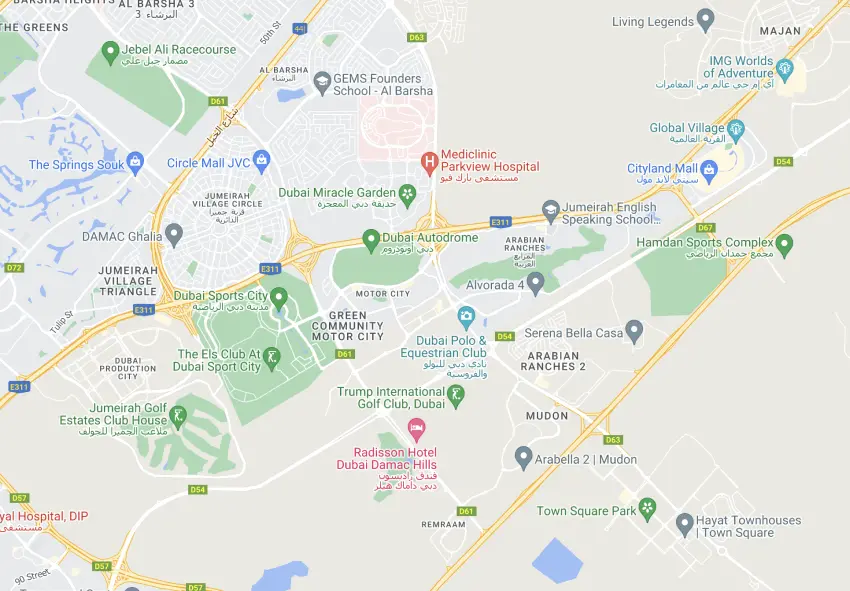 BARSHA HEIGHTS
AL BARSHA 3
البرشاء 3
THE GREENS
50th St
E44
D63
Living Legends
MAJAN
Jebel Ali Racecourse
مضمار جبل علي
AL BARSHA
البرشاء
GEMS Founders
School - Al Barsha
IMG Worlds
of Adventure
آي إم جي عالم من المغامرات
D61
شارع الخيل
Global Village
القرية العالمية
The Springs Souk
Circle Mall JVC
Mediclinic
Parkview Hospital
مستشفى بارك فيو
Cityland Mall
سيتي لاند مول
D54
Dubai Miracle Garden
حديقة دبي المعجزة
JUMEIRAH
VILLAGE CIRCLE
قرية جميرا
الدائرية
Jumeirah English
Speaking School...
E311
D67
DAMAC Ghalia
Dubai Autodrome
دبي أوتودروم
ARABIAN
RANCHES
المرابع
العربية
Hamdan Sports Complex
مجمع حمدان الرياضي
D72
E311
JUMEIRAH
VILLAGE
TRIANGLE
Alvorada 4
MOTOR CITY
Dubai Sports City
مدينة دبي الرياضية
E311
Tulip St
GREEN
COMMUNITY
MOTOR CITY
Dubai Polo &
Equestrian Club
نادي دبي للبولو
والفروسية
D54
Serena Bella Casa
The Els Club At
Dubai Sport City
D61
ARABIAN
RANCHES 2
DUBAI
PRODUCTION
CITY
E311
Trump International
Golf Club, Dubai
Jumeirah Golf
Estates Club House
ملاعب الجميرا للجولف
MUDON
Radisson Hotel
Dubai Damac Hills
فندق راديسون
دبي داماك هيلز
D63
Arabella 2 | Mudon
D54
D57
yal Hospital, DIP
مستشفى
D61
REMRAAM
Town Square Park
Hayat Townhouses
| Town Square
D57
90 Street
D57